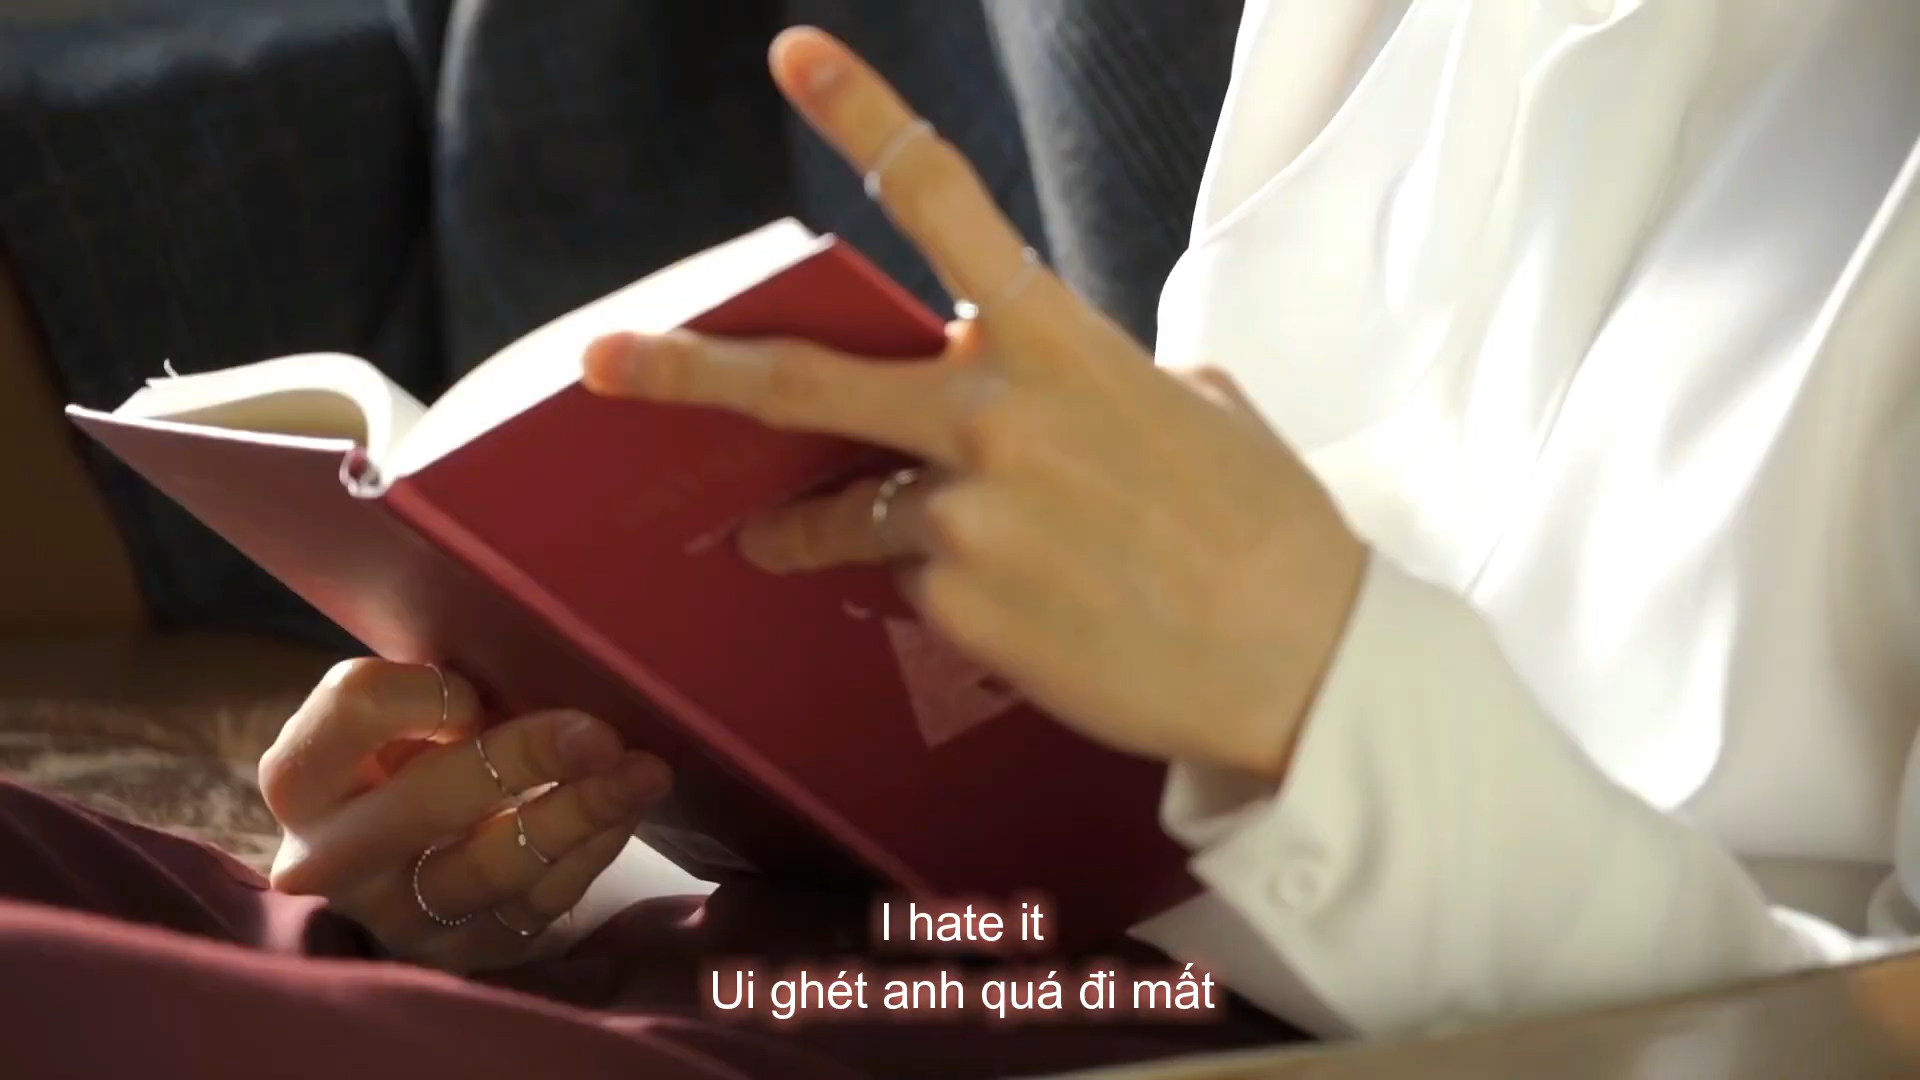 I hate it
Ui ghét anh quá đi mất